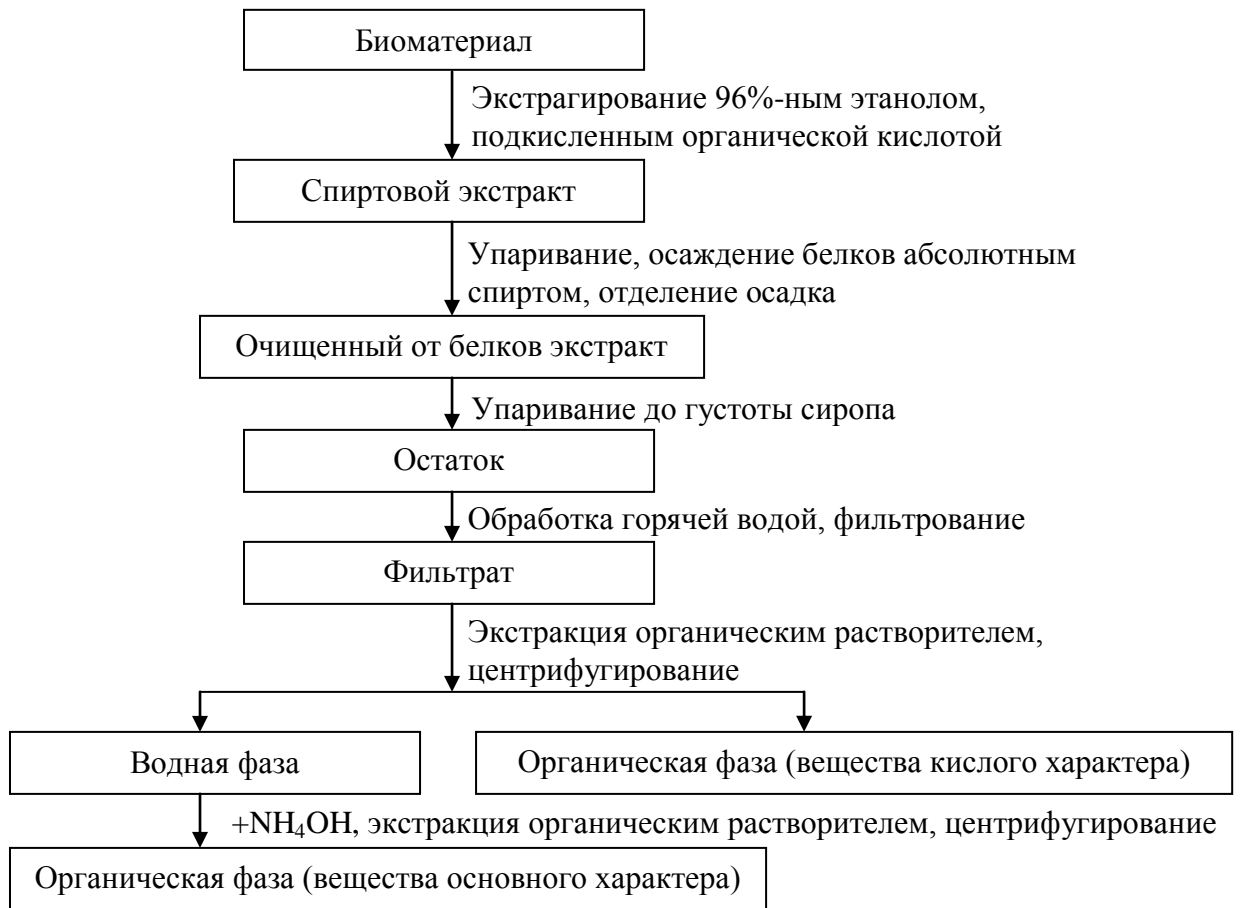 Биоматериал
Экстрагирование 96%-ным этанолом,
подкисленным органической кислотой
Спиртовой экстракт
Упаривание, осаждение белков абсолютным
спиртом, отделение осадка
Очищенный от белков экстракт
Упаривание до густоты сиропа
Остаток
Обработка горячей водой, фильтрование
Фильтрат
Экстракция органическим растворителем,
центрифугирование
Водная фаза
Органическая фаза (вещества кислого характера)
+NH₄OH, экстракция органическим растворителем, центрифугирование
Органическая фаза (вещества основного характера)